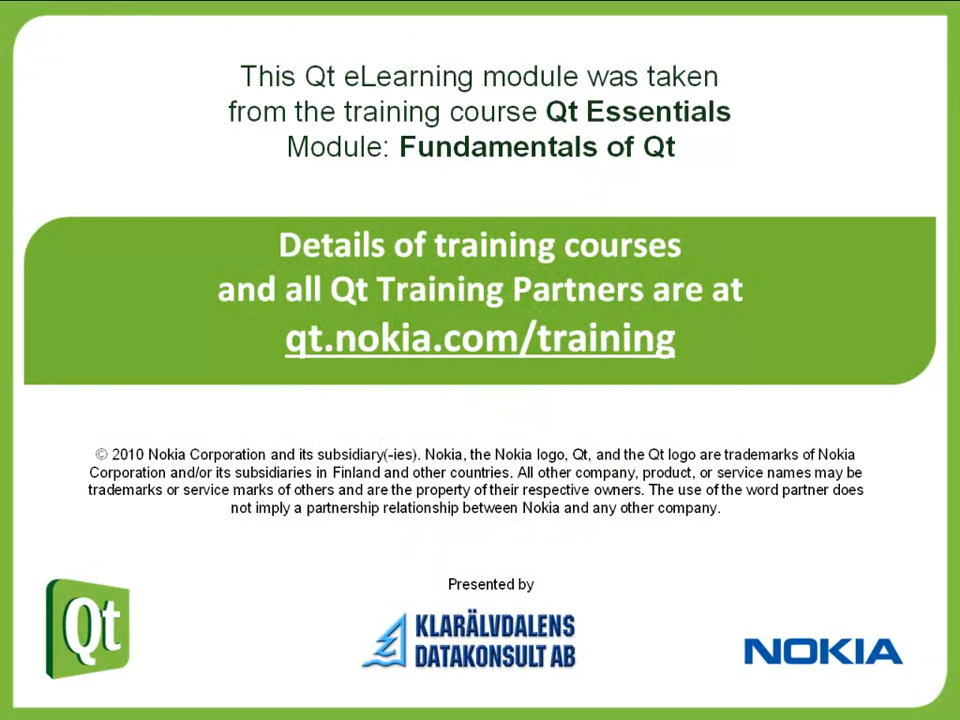 This Qt eLearning module was taken
from the training course Qt Essentials
Module: Fundamentals of Qt
Details of training courses
and all Qt Training Partners are at
qt.nokia.com/training
© 2010 Nokia Corporation and its subsidiary(-ies). Nokia, the Nokia logo, Qt, and the Qt logo are trademarks of Nokia
Corporation and/or its subsidiaries in Finland and other countries. All other company, product, or service names may be
trademarks or service marks of others and are the property of their respective owners. The use of the word partner does
not imply a partnership relationship between Nokia and any other company.
Presented by
Qt
KLARÄLVDALENS
DATAKONSULT AB
NOKIA